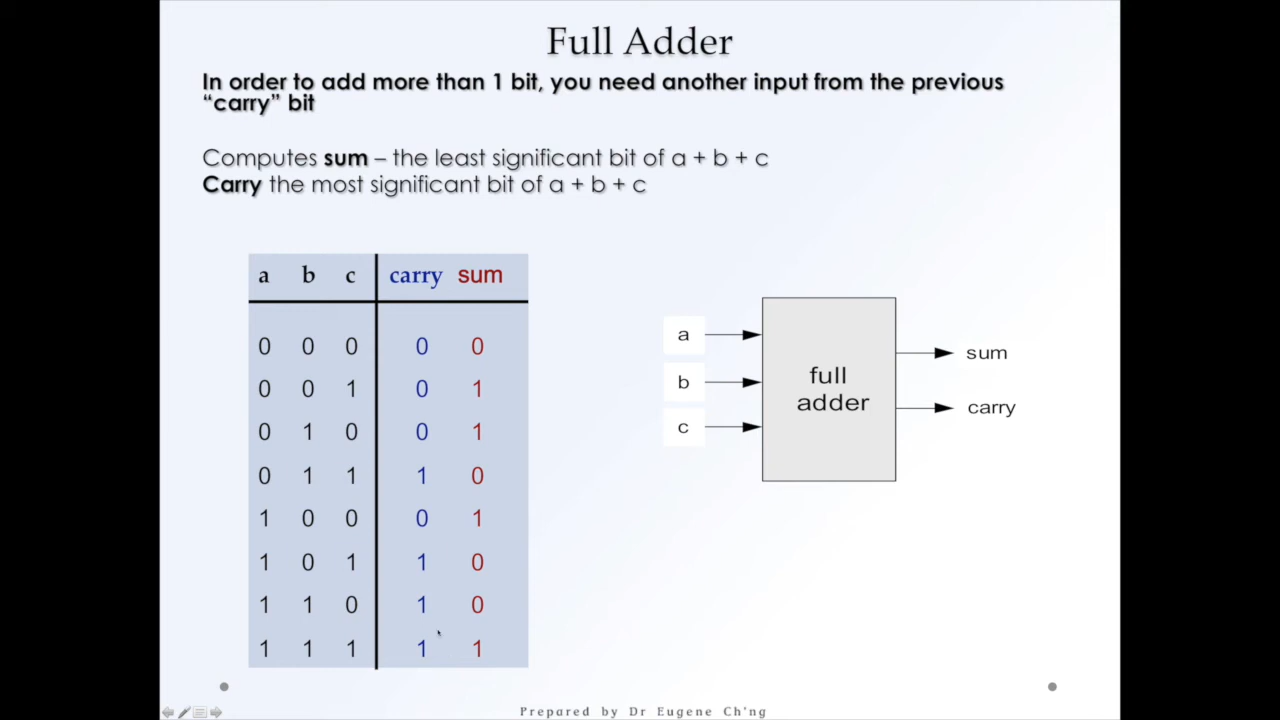 Full Adder
In order to add more than 1 bit, you need another input from the previous
“carry” bit
Computes sum – the least significant bit of a + b + c
Carry the most significant bit of a + b + c
a b c carry sum
0 0 0 0 0
0 0 1 0 1
0 1 0 0 1
0 1 1 1 0
1 0 0 0 1
1 0 1 1 0
1 1 0 1 0
1 1 1 1 1
a
b
c
full
adder
sum
carry
Prepared by Dr Eugene Ch'ng